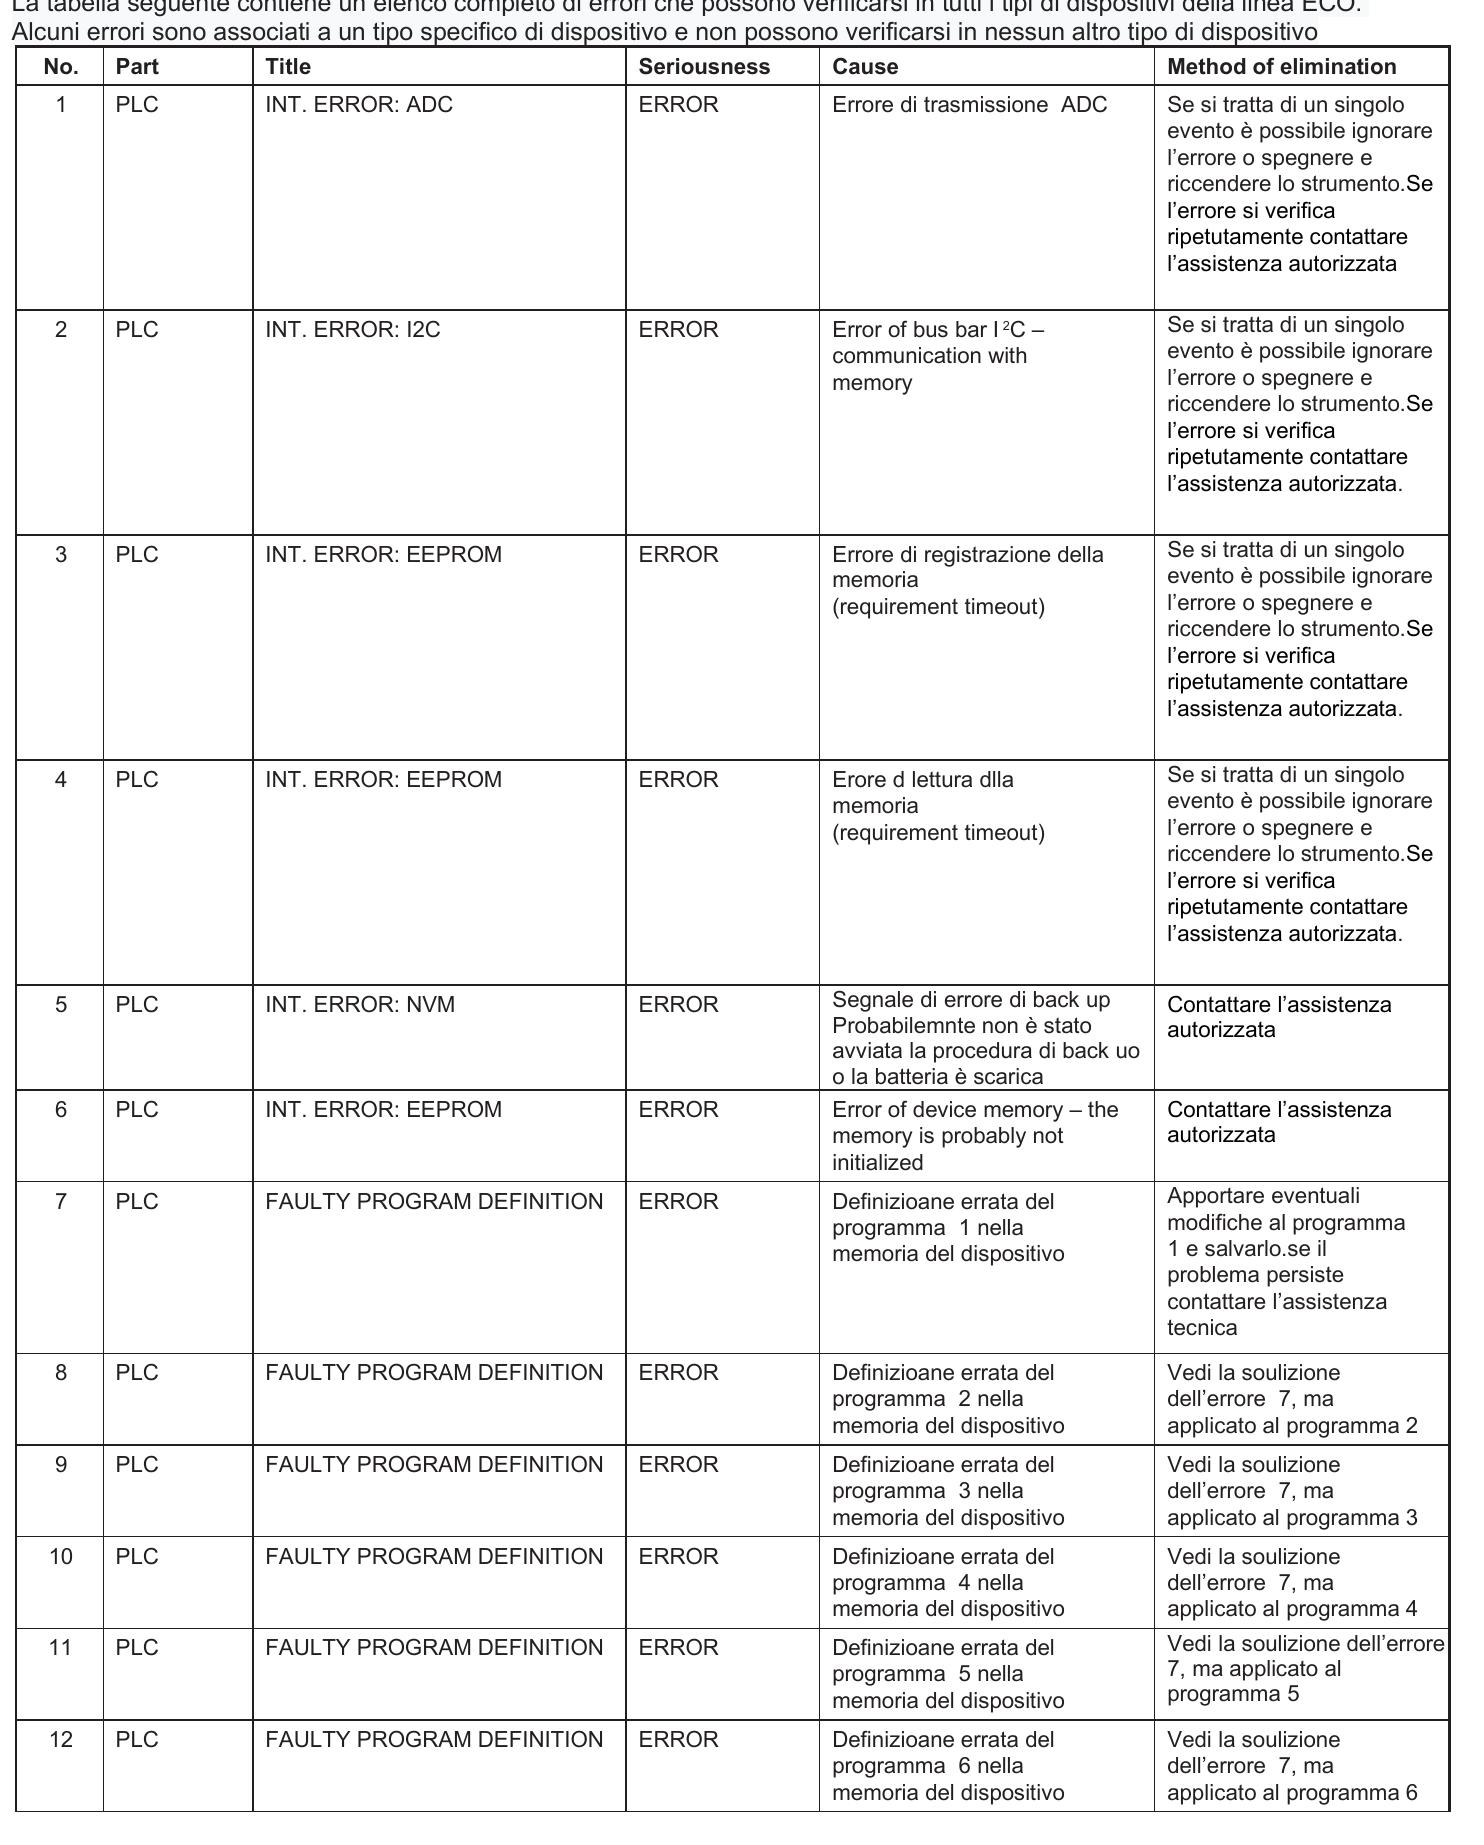 La tabella seguente contiene un elenco completo di errori che possono verificarsi in tutti i tipi di dispositivi della linea ECO.
Alcuni errori sono associati a un tipo specifico di dispositivo e non possono verificarsi in nessun altro tipo di dispositivo
No. Part Title Seriousness Cause Method of elimination
1 PLC INT. ERROR: ADC ERROR Errore di trasmissione ADC Se si tratta di un singolo
evento è possibile ignorare
l’errore o spegnere e
riccendere lo strumento.Se
l’errore si verifica
ripetutamente contattare
l’assistenza autorizzata
2 PLC INT. ERROR: I2C ERROR Error of bus bar I²C –
communication with
memory
Se si tratta di un singolo
evento è possibile ignorare
l’errore o spegnere e
riccendere lo strumento.Se
l’errore si verifica
ripetutamente contattare
l’assistenza autorizzata.
3 PLC INT. ERROR: EEPROM ERROR Errore di registrazione della
memoria
(requirement timeout)
Se si tratta di un singolo
evento è possibile ignorare
l’errore o spegnere e
riccendere lo strumento.Se
l’errore si verifica
ripetutamente contattare
l’assistenza autorizzata.
4 PLC INT. ERROR: EEPROM ERROR Erore d lettura dlla
memoria
(requirement timeout)
Se si tratta di un singolo
evento è possibile ignorare
l’errore o spegnere e
riccendere lo strumento.Se
l’errore si verifica
ripetutamente contattare
l’assistenza autorizzata.
5 PLC INT. ERROR: NVM ERROR Segnale di errore di back up
Probabilemnte non è stato
avviata la procedura di back uo
o la batteria è scarica
Contattare l’assistenza
autorizzata
6 PLC INT. ERROR: EEPROM ERROR Error of device memory – the
memory is probably not
initialized
Contattare l’assistenza
autorizzata
7 PLC FAULTY PROGRAM DEFINITION ERROR Definizioane errata del
programma 1 nella
memoria del dispositivo
Apportare eventuali
modifiche al programma
1 e salvarlo.se il
problema persiste
contattare l’assistenza
tecnica
8 PLC FAULTY PROGRAM DEFINITION ERROR Definizioane errata del
programma 2 nella
memoria del dispositivo
Vedi la soulizione
dell’errore 7, ma
applicato al programma 2
9 PLC FAULTY PROGRAM DEFINITION ERROR Definizioane errata del
programma 3 nella
memoria del dispositivo
Vedi la soulizione
dell’errore 7, ma
applicato al programma 3
10 PLC FAULTY PROGRAM DEFINITION ERROR Definizioane errata del
programma 4 nella
memoria del dispositivo
Vedi la soulizione
dell’errore 7, ma
applicato al programma 4
11 PLC FAULTY PROGRAM DEFINITION ERROR Definizioane errata del
programma 5 nella
memoria del dispositivo
Vedi la soulizione dell’errore
7, ma applicato al
programma 5
12 PLC FAULTY PROGRAM DEFINITION ERROR Definizioane errata del
programma 6 nella
memoria del dispositivo
Vedi la soulizione
dell’errore 7, ma
applicato al programma 6